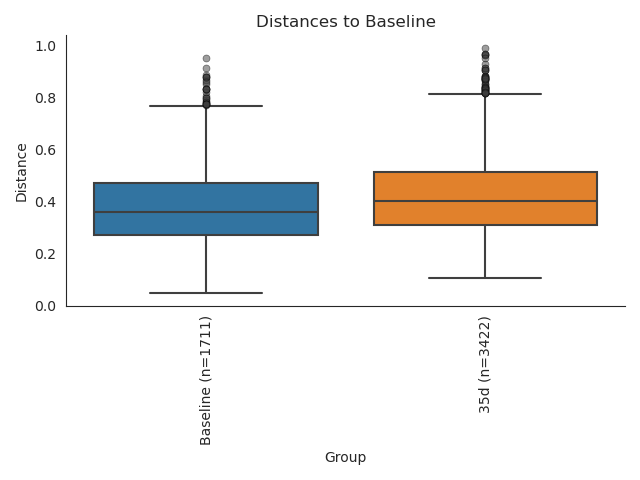 Distances to Baseline
1.0
0.8
0.6
0.4
0.2
0.0
Distance
Baseline (n=1711)
35d (n=3422)
Group